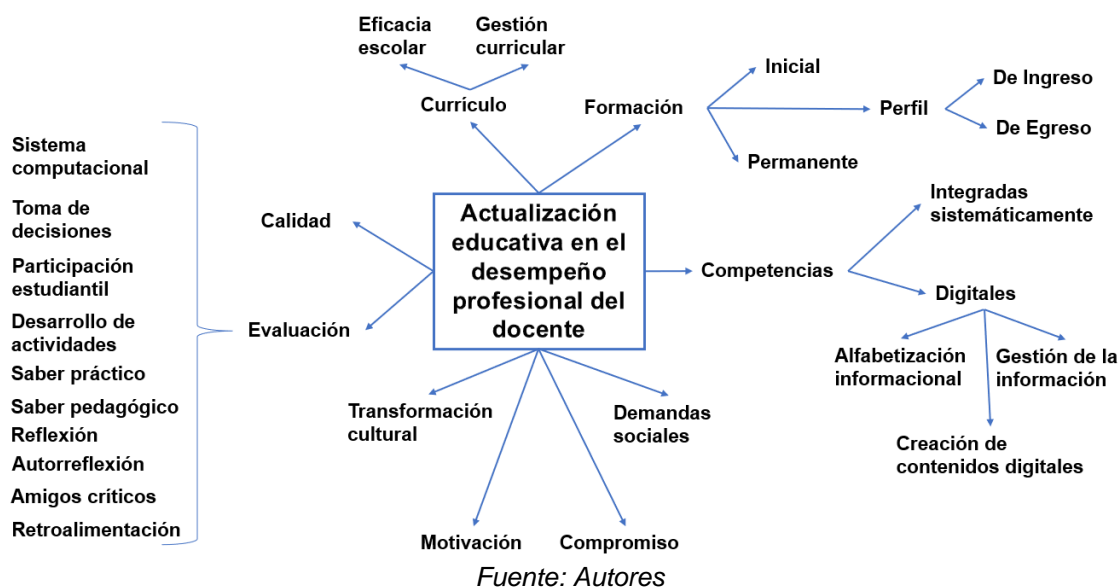 Eficacia
escolar
Gestión
curricular
Currículo
Formación
Inicial
Perfil
De Ingreso
De Egreso
Permanente
Sistema
computacional
Toma de
decisiones
Participación
estudiantil
Desarrollo de
actividades
Saber práctico
Saber pedagógico
Reflexión
Autorreflexión
Amigos críticos
Retroalimentación
Calidad
Evaluación
Actualización
educativa en el
desempeño
profesional del
docente
Competencias
Integradas
sistemáticamente
Digitales
Alfabetización
informacional
Gestión de la
información
Creación de
contenidos digitales
Transformación
cultural
Demandas
sociales
Motivación
Compromiso
Fuente: Autores